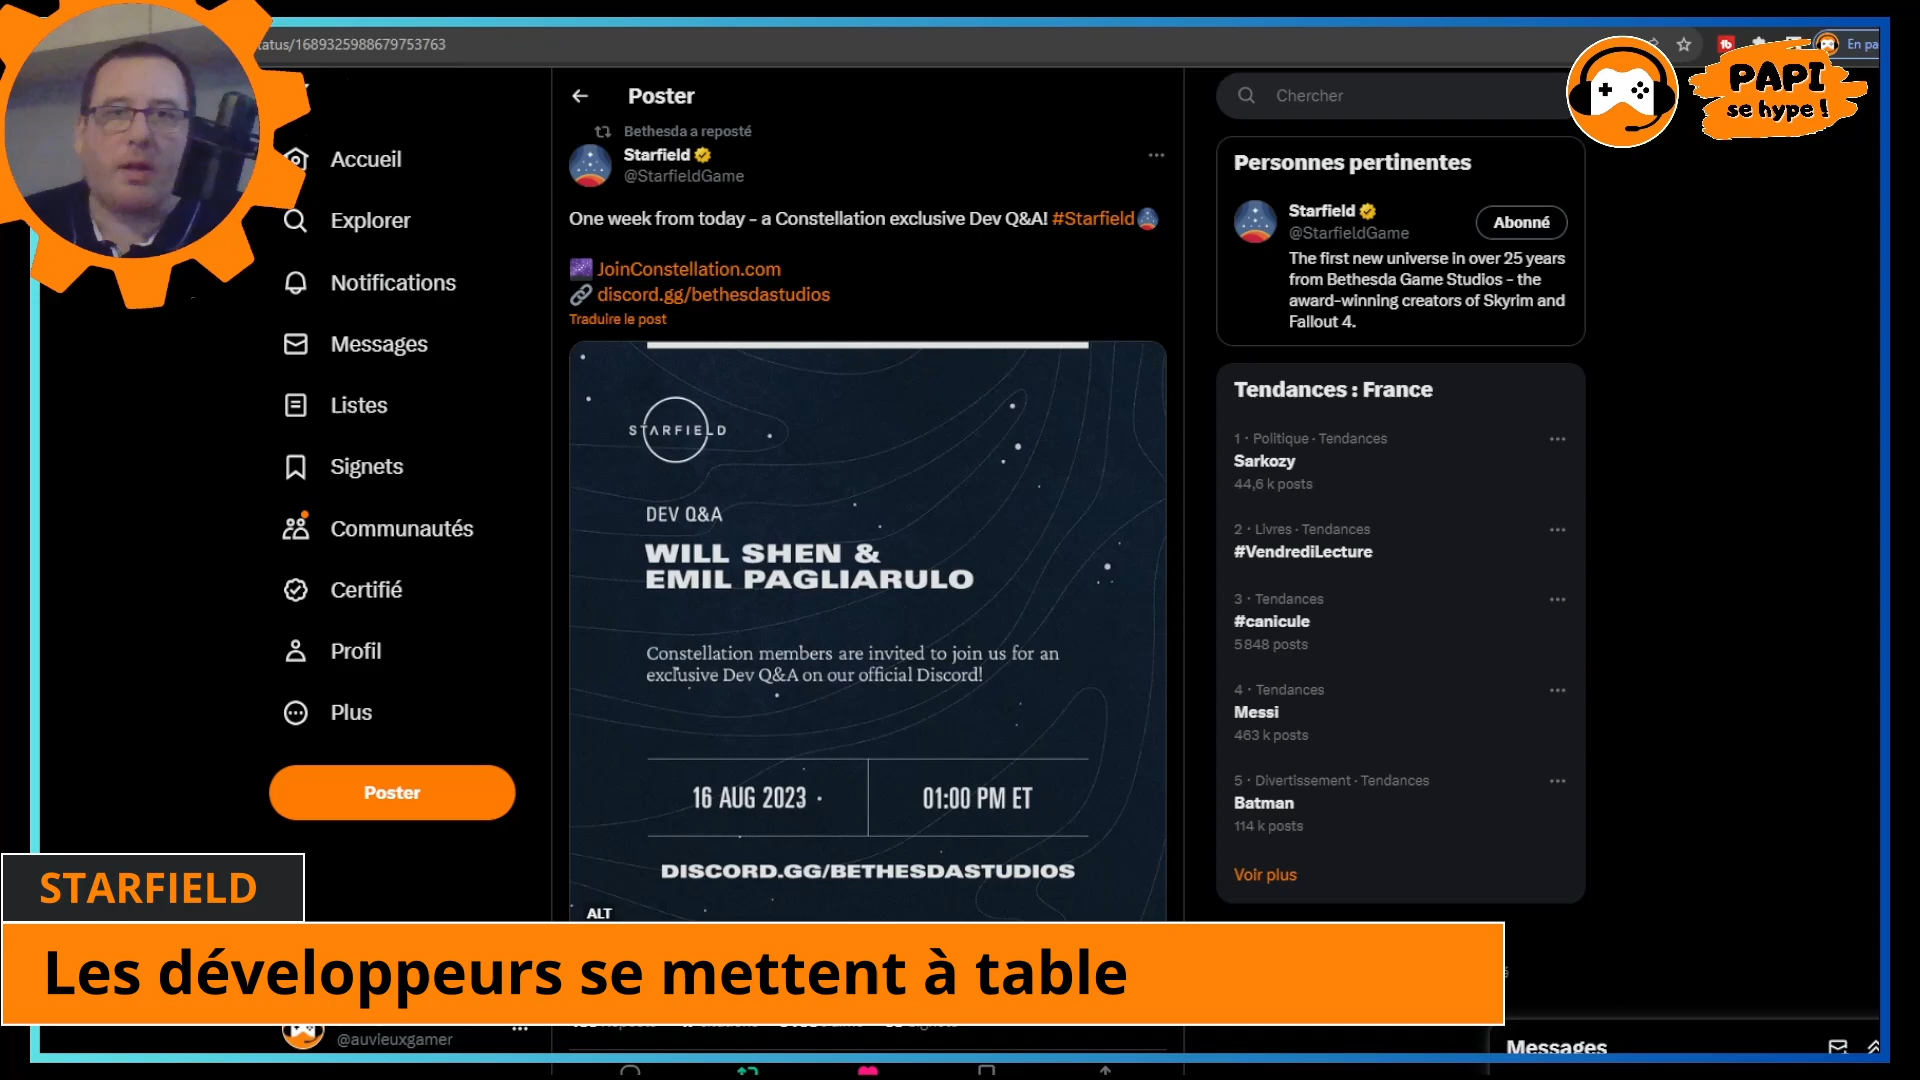 tatus/1689325988679753763
En pa
PAPI
se hype !
Accueil
Explorer
Notifications
Messages
Listes
Signets
Communautés
Certifié
Profil
Plus
Poster
@auvieuxgamer
Poster
Bethesda a reposté
Starfield
@StarfieldGame
One week from today - a Constellation exclusive Dev Q&A! #Starfield
JoinConstellation.com
discord.gg/bethesdastudios
Traduire le post
STARFIELD
DEV Q&A
WILL SHEN &
EMIL PAGLIARULO
Constellation members are invited to join us for an
exclusive Dev Q&A on our official Discord!
16 AUG 2023
01:00 PM ET
DISCORD.GG/BETHESDASTUDIOS
ALT
Chercher
Personnes pertinentes
Starfield
@StarfieldGame
Abonné
The first new universe in over 25 years
from Bethesda Game Studios - the
award-winning creators of Skyrim and
Fallout 4.
Tendances : France
1 · Politique · Tendances
Sarkozy
44,6 k posts
2 · Livres · Tendances
#VendrediLecture
3 · Tendances
#canicule
5 848 posts
4 · Tendances
Messi
463 k posts
5 · Divertissement · Tendances
Batman
114 k posts
Voir plus
Messages
STARFIELD
Les développeurs se mettent à table